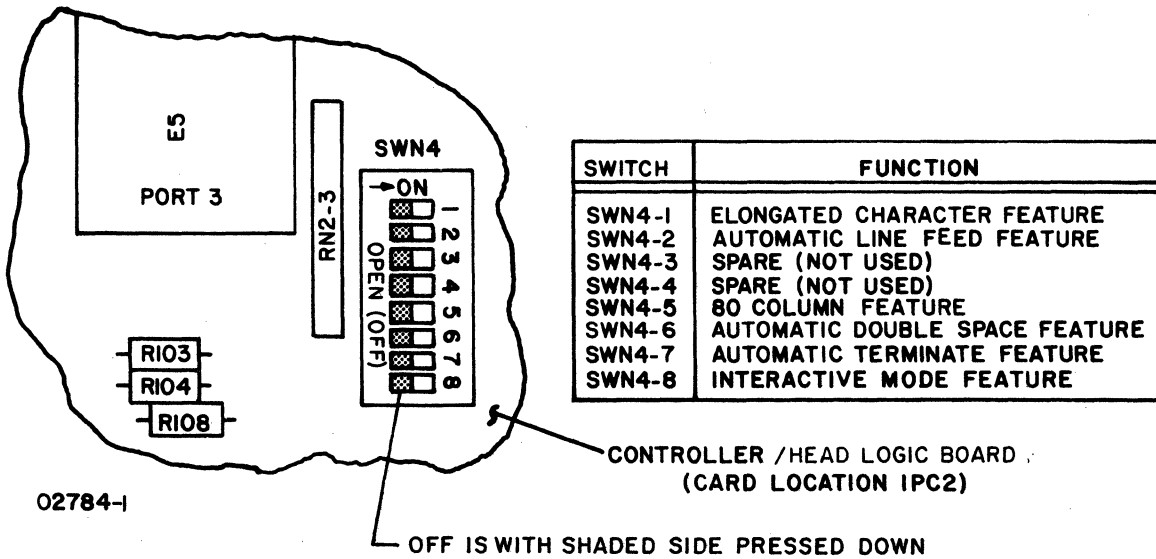 E5
PORT 3
RN2-3
SWN4
→ON
1
2
3
4
5
6
7
8
OPEN (OFF)
R103
R104
R108
02784-1
SWITCH FUNCTION
SWN4-1 ELONGATED CHARACTER FEATURE
SWN4-2 AUTOMATIC LINE FEED FEATURE
SWN4-3 SPARE (NOT USED)
SWN4-4 SPARE (NOT USED)
SWN4-5 80 COLUMN FEATURE
SWN4-6 AUTOMATIC DOUBLE SPACE FEATURE
SWN4-7 AUTOMATIC TERMINATE FEATURE
SWN4-8 INTERACTIVE MODE FEATURE
CONTROLLER /HEAD LOGIC BOARD
(CARD LOCATION 1PC2)
OFF IS WITH SHADED SIDE PRESSED DOWN